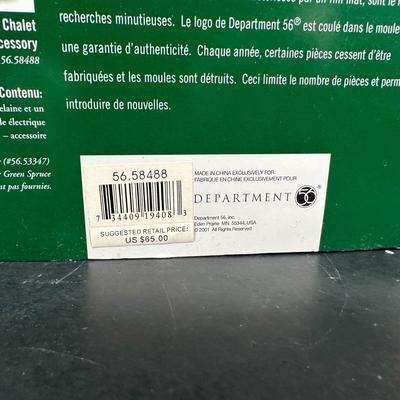 Chalet
cessory
56.58488
Contenu:
elaine et un
le électrique
– accessoire
(#56.53347)
r Green Spruce
at pas fournies.
recherches minutieuses. Le logo de Department 56® est coulé dans le moule
une garantie d'authenticité. Chaque année, certaines pièces cessent d'être
fabriquées et les moules sont détruits. Ceci limite le nombre de pièces et perm
introduire de nouvelles.
56.58488
7 34409 19408 3
SUGGESTED RETAIL PRICE:
US $65.00
MADE IN CHINA EXCLUSIVELY FOR
FABRIQUÉ EN CHINE EXCLUSIVEMENT POUR
DEPARTMENT 56®
Department 56, Inc.
Eden Prairie MN 55344, USA
© 2001 All Rights Reserved